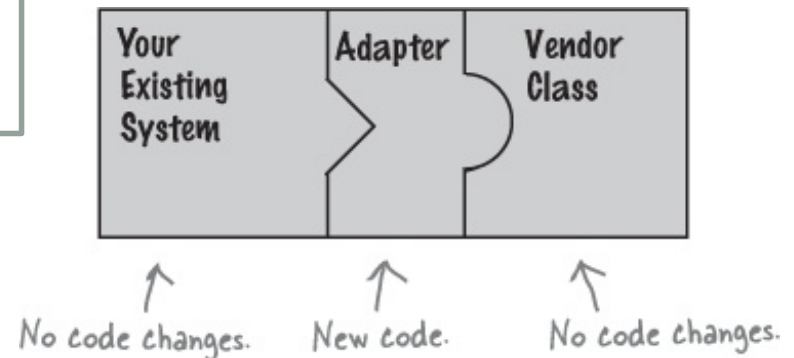 Your
Existing
System
Adapter
Vendor
Class
No code changes.
New code.
No code changes.